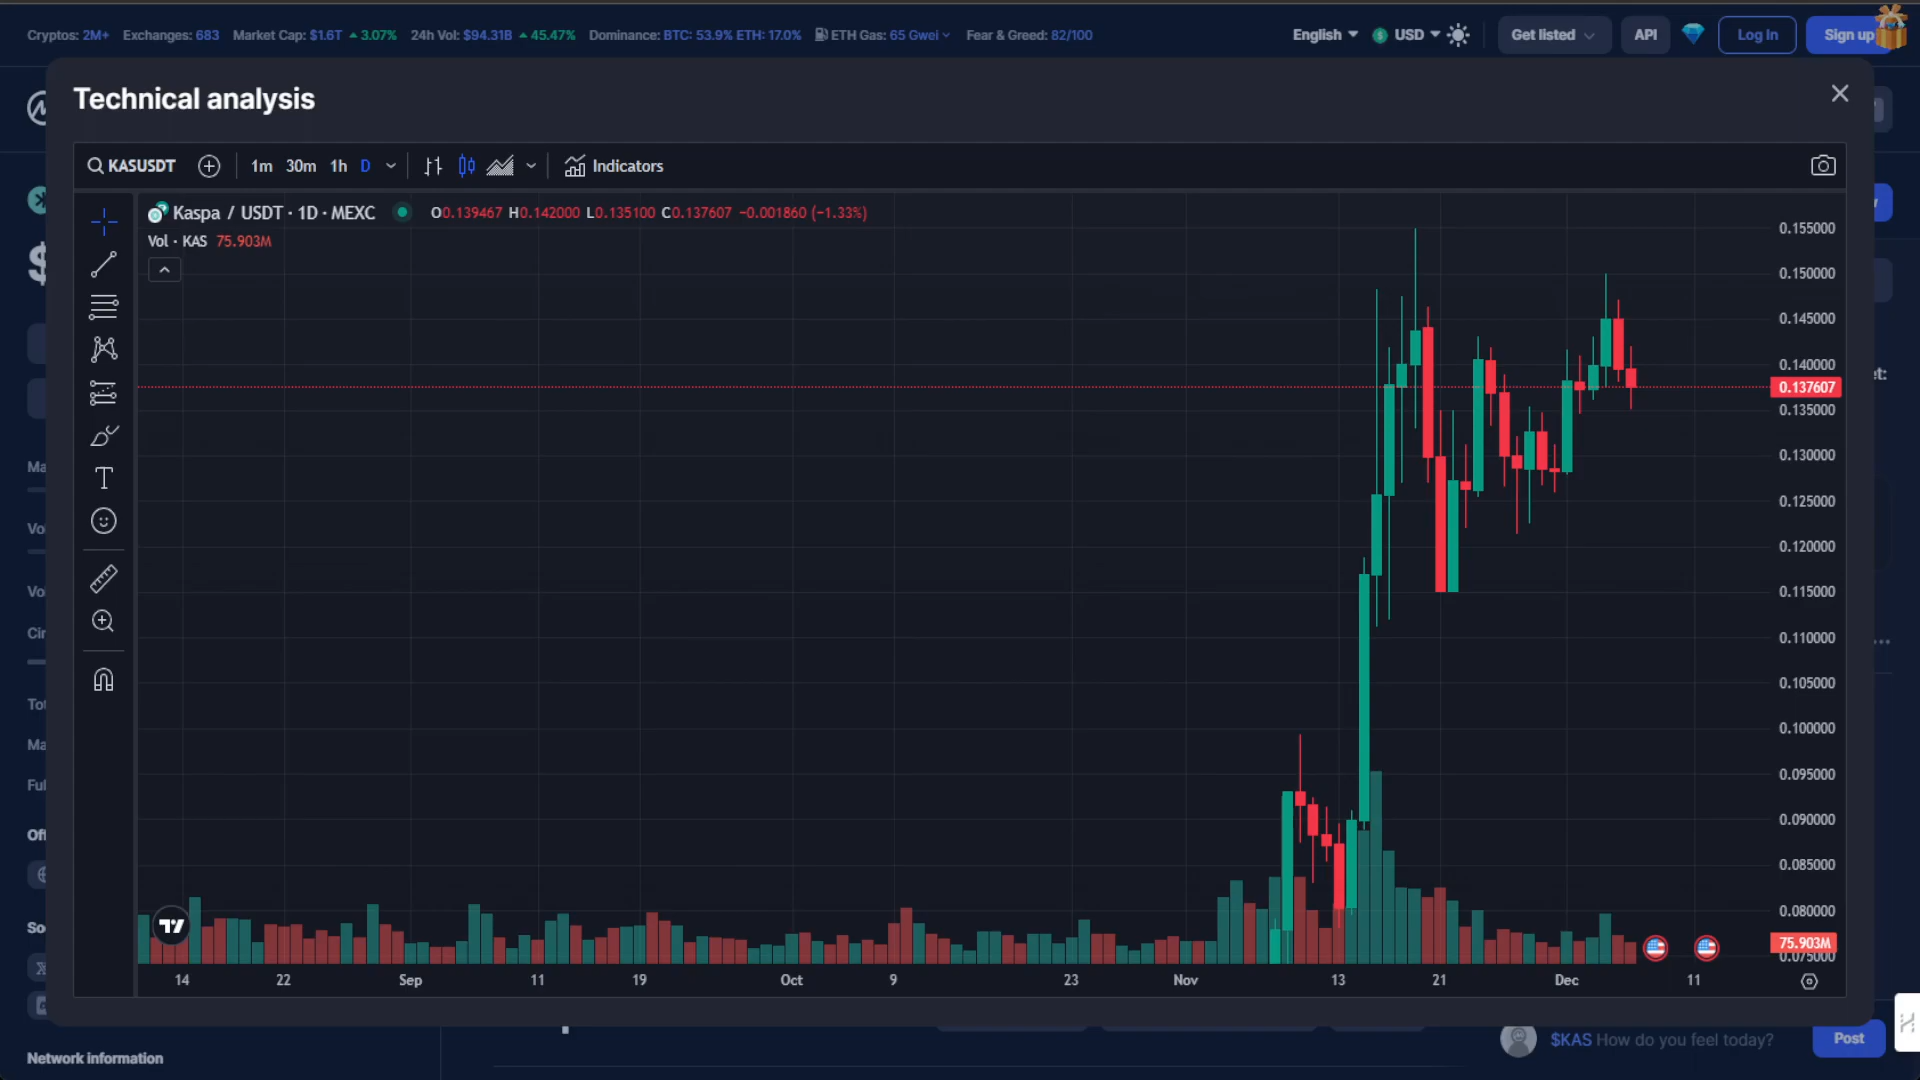 Cryptos: 2M+ Exchanges: 683 Market Cap: $1.6T 3.07% 24h Vol: $94.31B 45.47% Dominance: BTC: 53.9% ETH: 17.0% ETH Gas: 65 Gwei Fear & Greed: 82/100
English USD Get listed API Log In Sign up
Technical analysis
KASUSDT 1m 30m 1h D Indicators
Kaspa / USDT · 1D · MEXC O0.139467 H0.142000 L0.135100 C0.137607 −0.001860 (−1.33%)
Vol · KAS 75.903M
0.155000
0.150000
0.145000
0.140000
0.137607
0.135000
0.130000
0.125000
0.120000
0.115000
0.110000
0.105000
0.100000
0.095000
0.090000
0.085000
0.080000
75.903M
0.075000
14 22 Sep 11 19 Oct 9 23 Nov 13 21 Dec 11
Network information
$KAS How do you feel today? Post